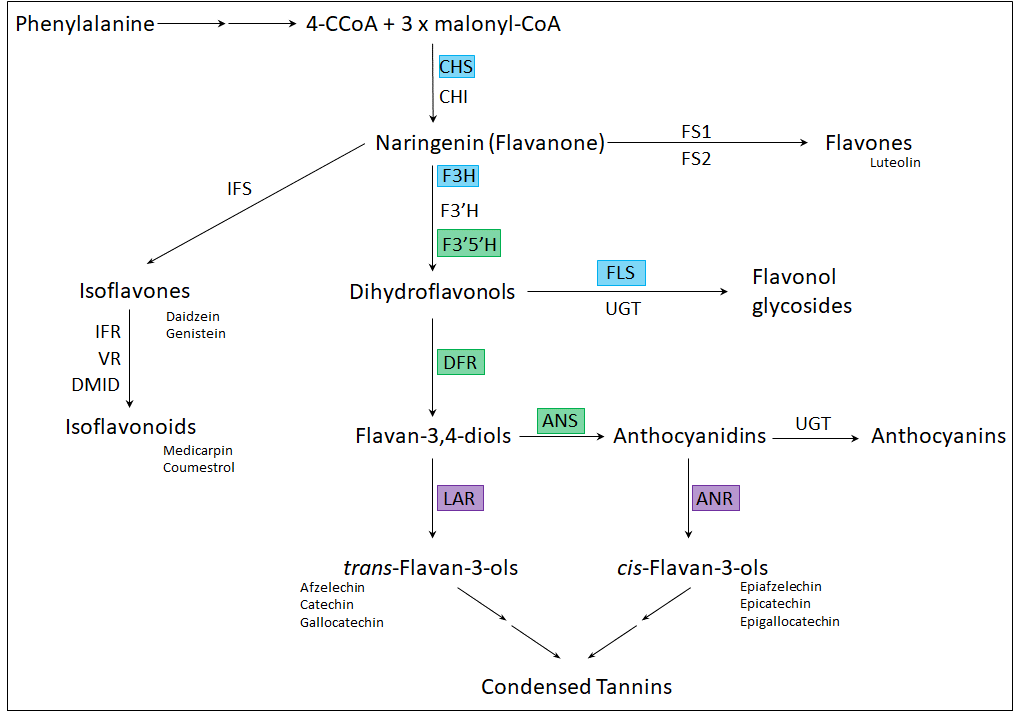 Phenylalanine
4-CCoA + 3 x malonyl-CoA
CHS
CHI
Naringenin (Flavanone)
FS1
FS2
Flavones
Luteolin
IFS
F3H
F3’H
F3’5’H
Isoflavones
Daidzein
Genistein
Dihydroflavonols
FLS
UGT
Flavonol
glycosides
IFR
VR
DMID
DFR
Isoflavonoids
Medicarpin
Coumestrol
Flavan-3,4-diols
ANS
Anthocyanidins
UGT
Anthocyanins
LAR
ANR
trans-Flavan-3-ols
Afzelechin
Catechin
Gallocatechin
cis-Flavan-3-ols
Epiafzelechin
Epicatechin
Epigallocatechin
Condensed Tannins